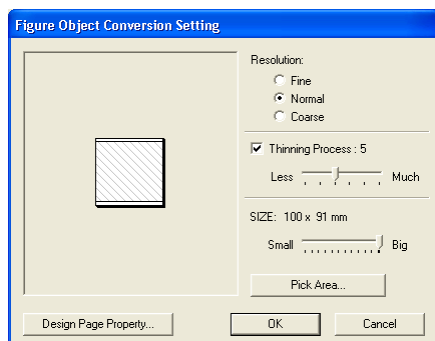 Figure Object Conversion Setting
Resolution:
Fine
Normal
Coarse
Thinning Process : 5
Less Much
SIZE: 100 x 91 mm
Small Big
Pick Area...
Design Page Property... OK Cancel